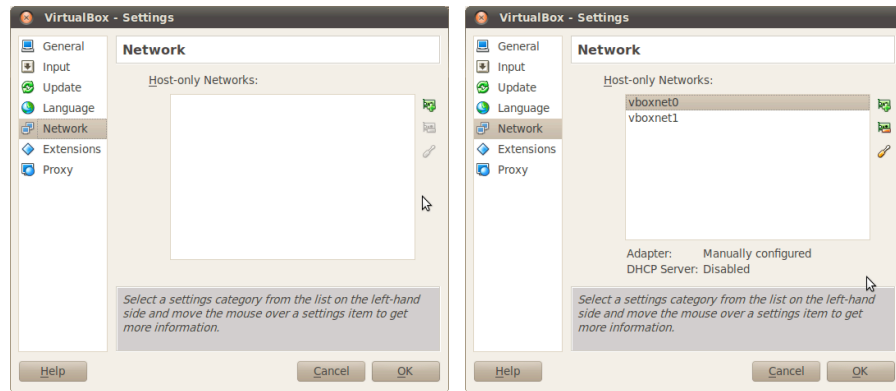 VirtualBox - Settings
General
Input
Update
Language
Network
Extensions
Proxy
Network
Host-only Networks:
Select a settings category from the list on the left-hand
side and move the mouse over a settings item to get
more information.
Help
Cancel
OK
VirtualBox - Settings
General
Input
Update
Language
Network
Extensions
Proxy
Network
Host-only Networks:
vboxnet0
vboxnet1
Adapter: Manually configured
DHCP Server: Disabled
Select a settings category from the list on the left-hand
side and move the mouse over a settings item to get
more information.
Help
Cancel
OK